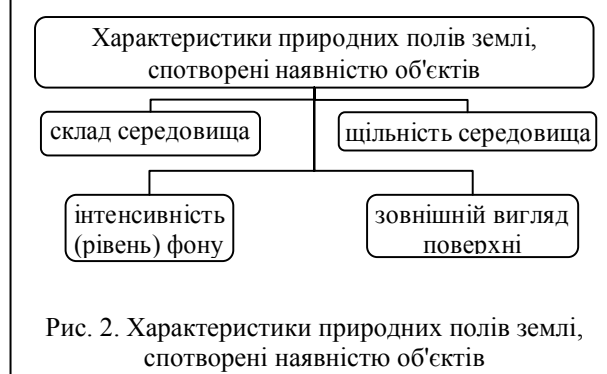 Характеристики природних полів землі,
спотворені наявністю об'єктів
склад середовища
щільність середовища
інтенсивність
(рівень) фону
зовнішній вигляд
поверхні
Рис. 2. Характеристики природних полів землі,
спотворені наявністю об'єктів